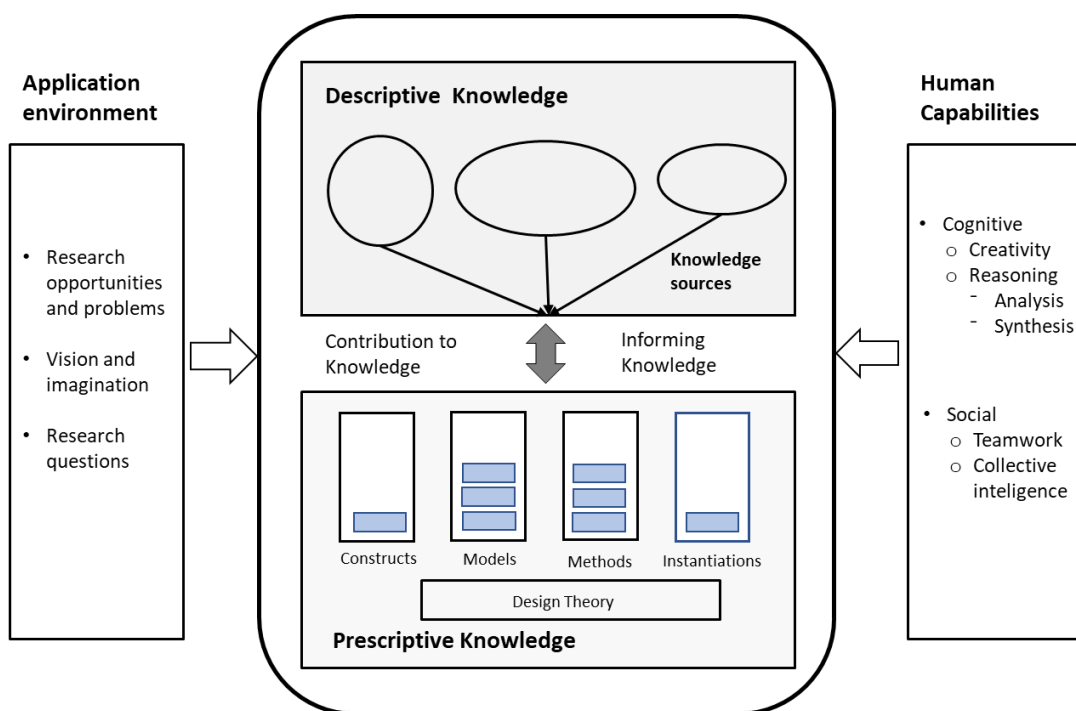 Application
environment
• Research
opportunities
and problems
• Vision and
imagination
• Research
questions
Descriptive Knowledge
Knowledge
sources
Contribution to
Knowledge
Informing
Knowledge
Constructs
Models
Methods
Instantiations
Design Theory
Prescriptive Knowledge
Human
Capabilities
• Cognitive
o Creativity
o Reasoning
- Analysis
- Synthesis
• Social
o Teamwork
o Collective
inteligence